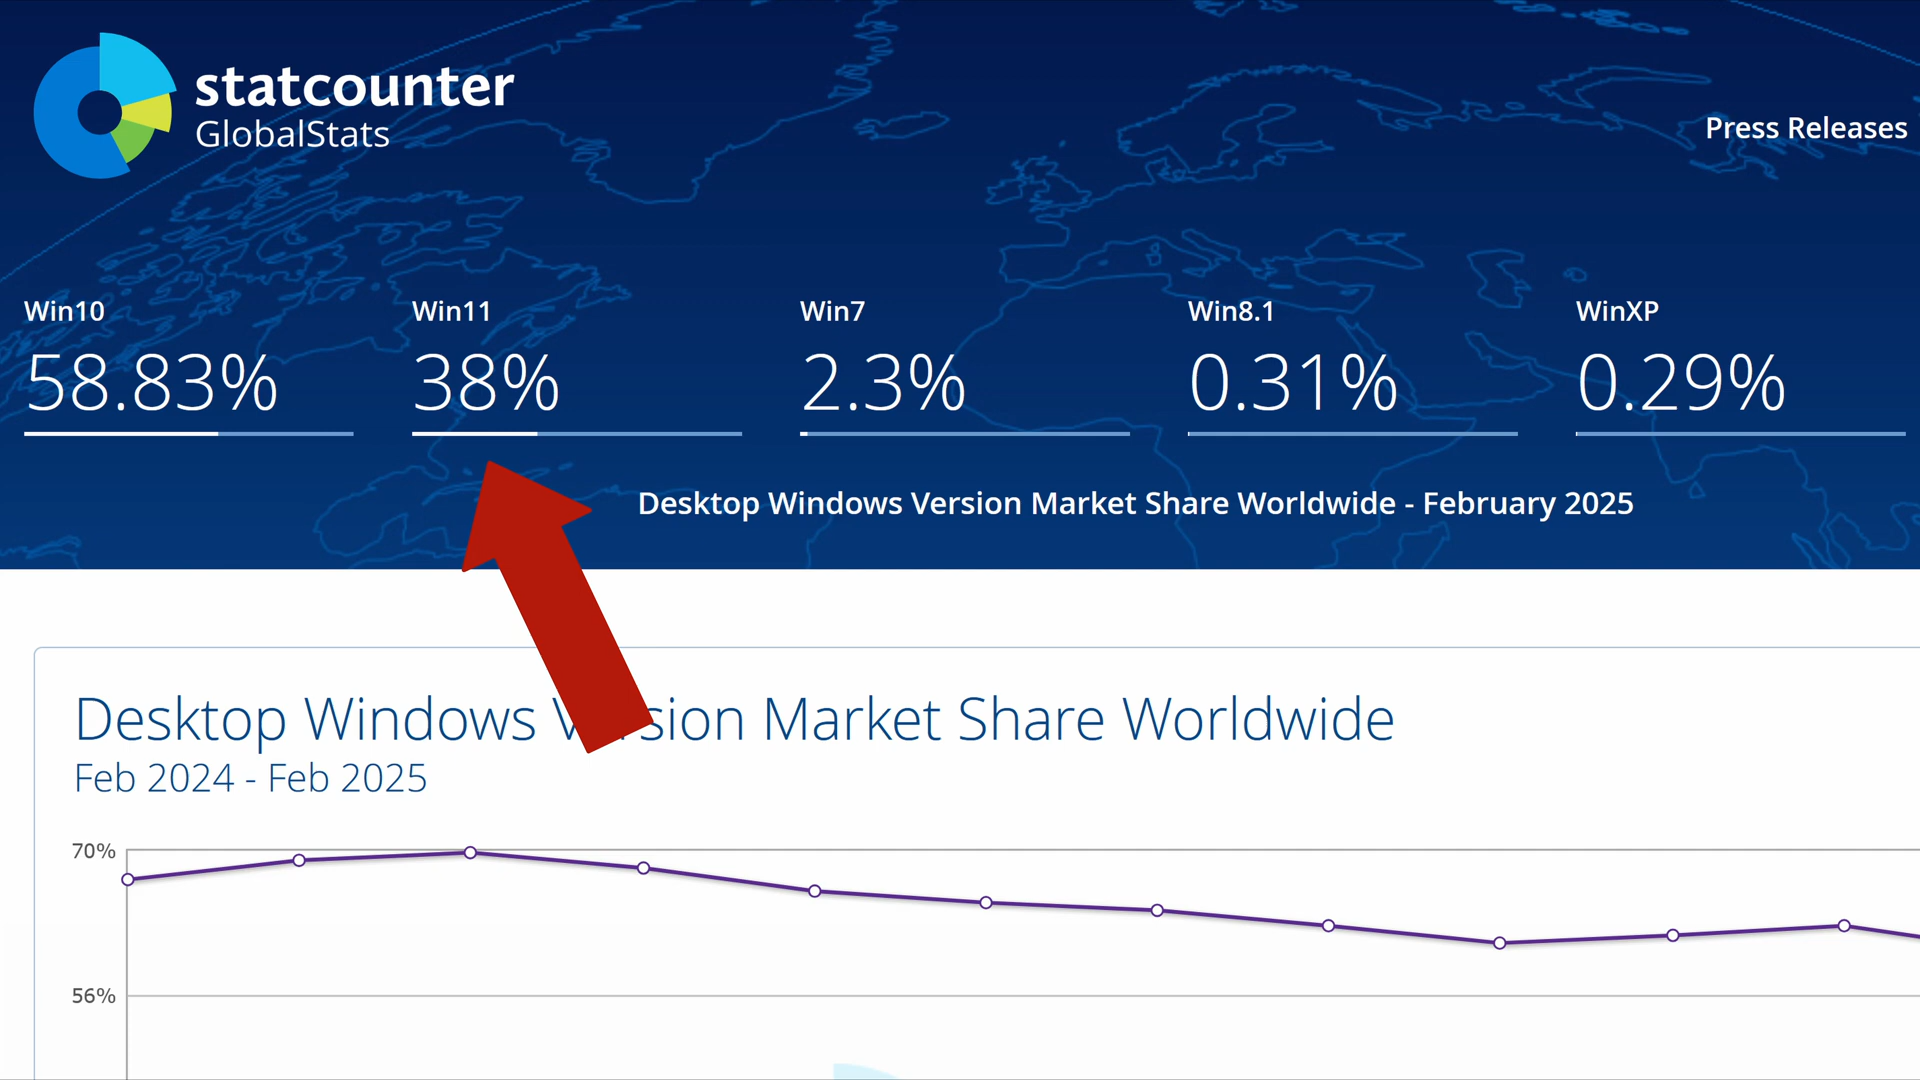 statcounter
GlobalStats
Press Releases
Win10
58.83%
Win11
38%
Win7
2.3%
Win8.1
0.31%
WinXP
0.29%
Desktop Windows Version Market Share Worldwide - February 2025
Desktop Windows Version Market Share Worldwide
Feb 2024 - Feb 2025
70%
56%